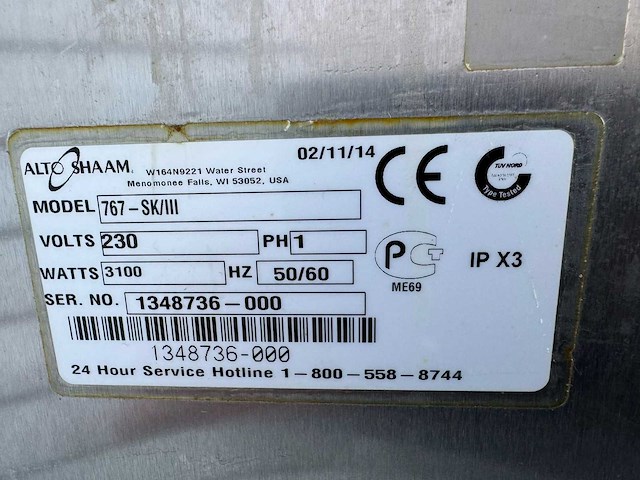 ALTO SHAAM
W164N9221 Water Street
Menomonee Falls, WI 53052, USA
02/11/14
CE
TUV NORD
Type Tested
MODEL 767-SK/III
VOLTS 230 PH 1
WATTS 3100 HZ 50/60
SER. NO. 1348736-000
PCT
ME69
IP X3
1348736-000
24 Hour Service Hotline 1-800-558-8744